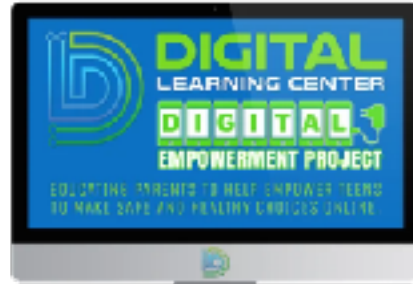 DIGITAL
LEARNING CENTER
DIGITAL
EMPOWERMENT PROJECT
EDUCATING PARENTS TO HELP EMPOWER TEENS
TO MAKE SAFE AND HEALTHY CHOICES ONLINE.